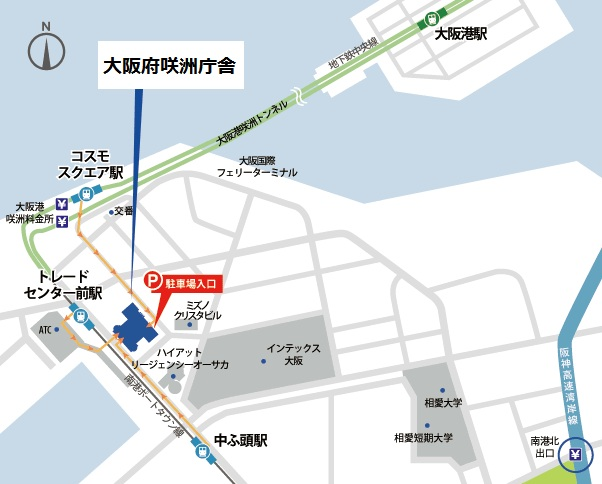 N
大阪港駅
地下鉄中央線
大阪府咲洲庁舎
大阪港咲洲トンネル
コスモ
スクエア駅
大阪国際
フェリーターミナル
大阪港
咲洲料金所
¥
¥
交番
トレード
センター前駅
P
駐車場入口
ミズノ
クリスタビル
ATC
ハイアット
リージェンシーオーサカ
インテックス
大阪
阪神高速湾岸線
南港ポートタウン線
相愛大学
相愛短期大学
中ふ頭駅
南港北
出口
¥